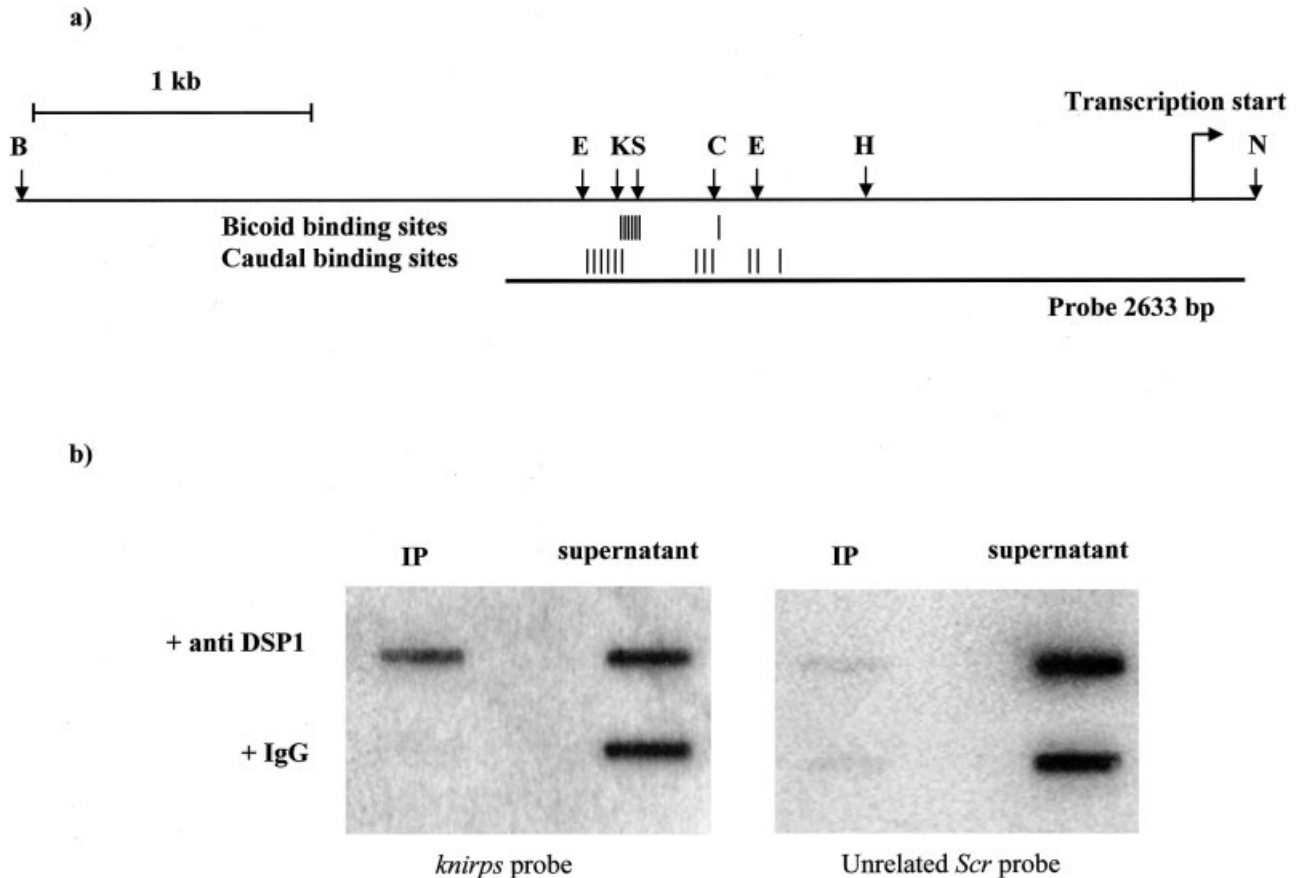 a)
1 kb
Transcription start
B E K S C E H N
Bicoid binding sites
Caudal binding sites
Probe 2633 bp
b)
IP supernatant IP supernatant
+ anti DSP1
+ IgG
knirps probe Unrelated Scr probe